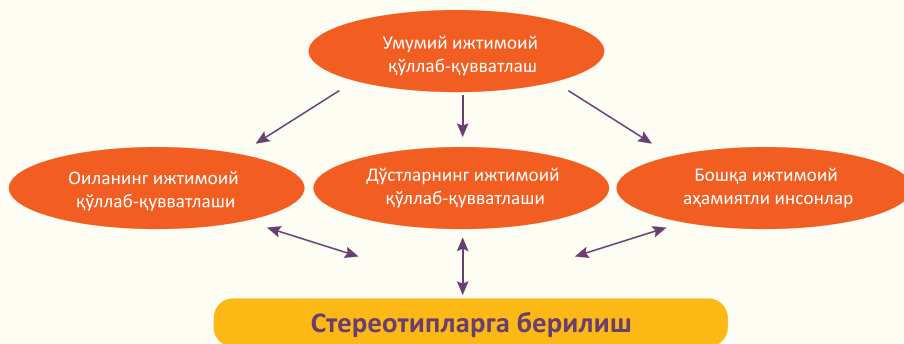 Умумий ижтимоий
қўллаб-қувватлаш
Оиланинг ижтимоий
қўллаб-қувватлаши
Дўстларнинг ижтимоий
қўллаб-қувватлаши
Бошқа ижтимоий
аҳамиятли инсонлар
Стереотипларга берилиш